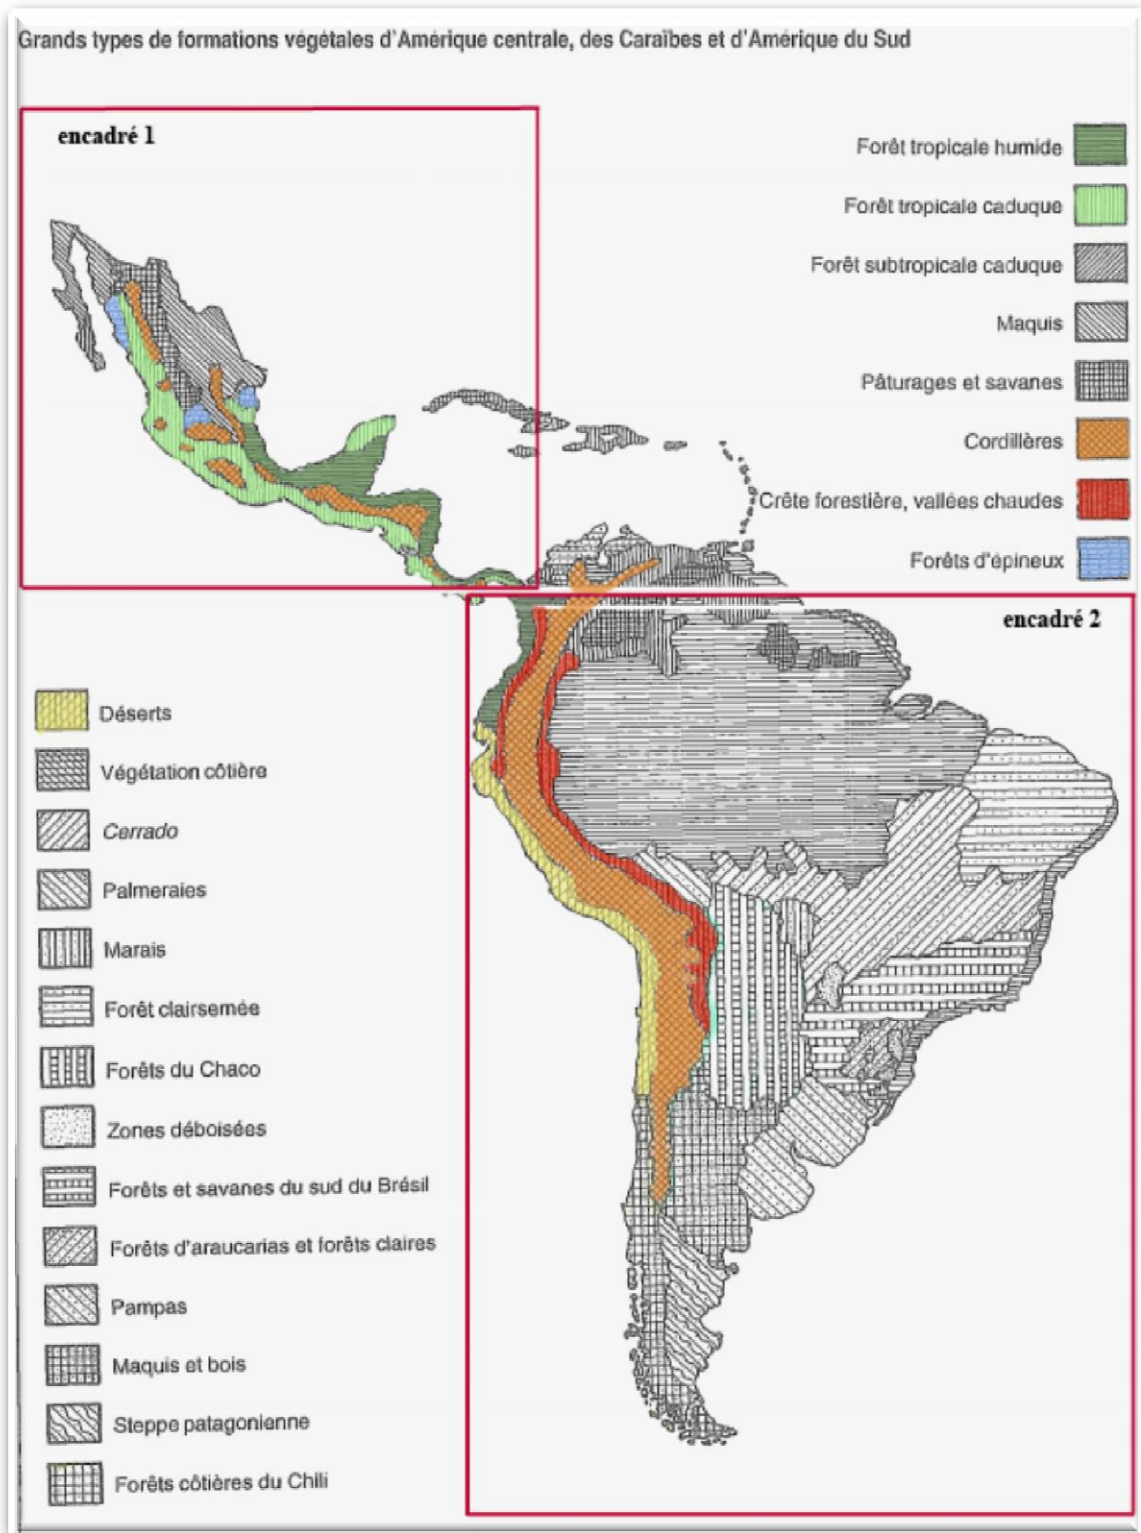 Grands types de formations végétales d'Amérique centrale, des Caraïbes et d'Amérique du Sud
encadré 1
Forêt tropicale humide
Forêt tropicale caduque
Forêt subtropicale caduque
Maquis
Pâturages et savanes
Cordillères
Crête forestière, vallées chaudes
Forêts d'épineux
encadré 2
Déserts
Végétation côtière
Cerrado
Palmeraies
Marais
Forêt clairsemée
Forêts du Chaco
Zones déboisées
Forêts et savanes du sud du Brésil
Forêts d'araucarias et forêts claires
Pampas
Maquis et bois
Steppe patagonienne
Forêts côtières du Chili